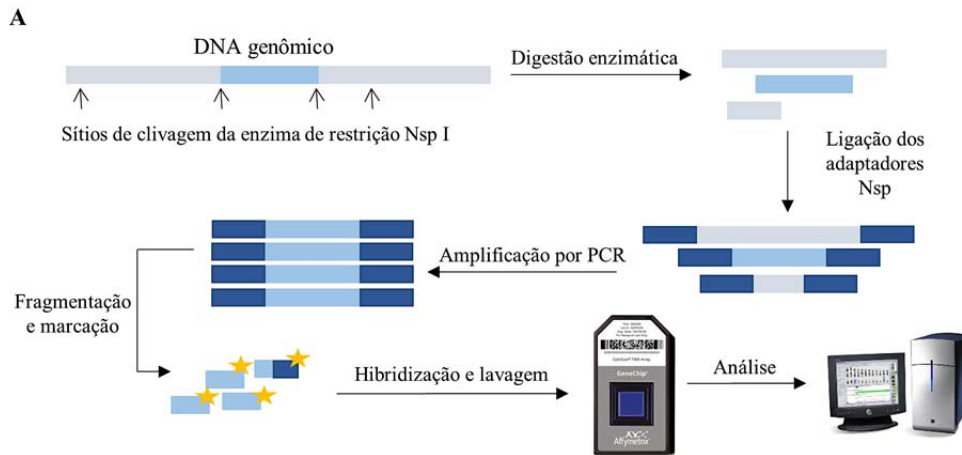 A
DNA genômico
Digestão enzimática
Sítios de clivagem da enzima de restrição Nsp I
Ligação dos
adaptadores
Nsp
Amplificação por PCR
Fragmentação
e marcação
Hibridização e lavagem
GeneChip
Affymetrix
Análise